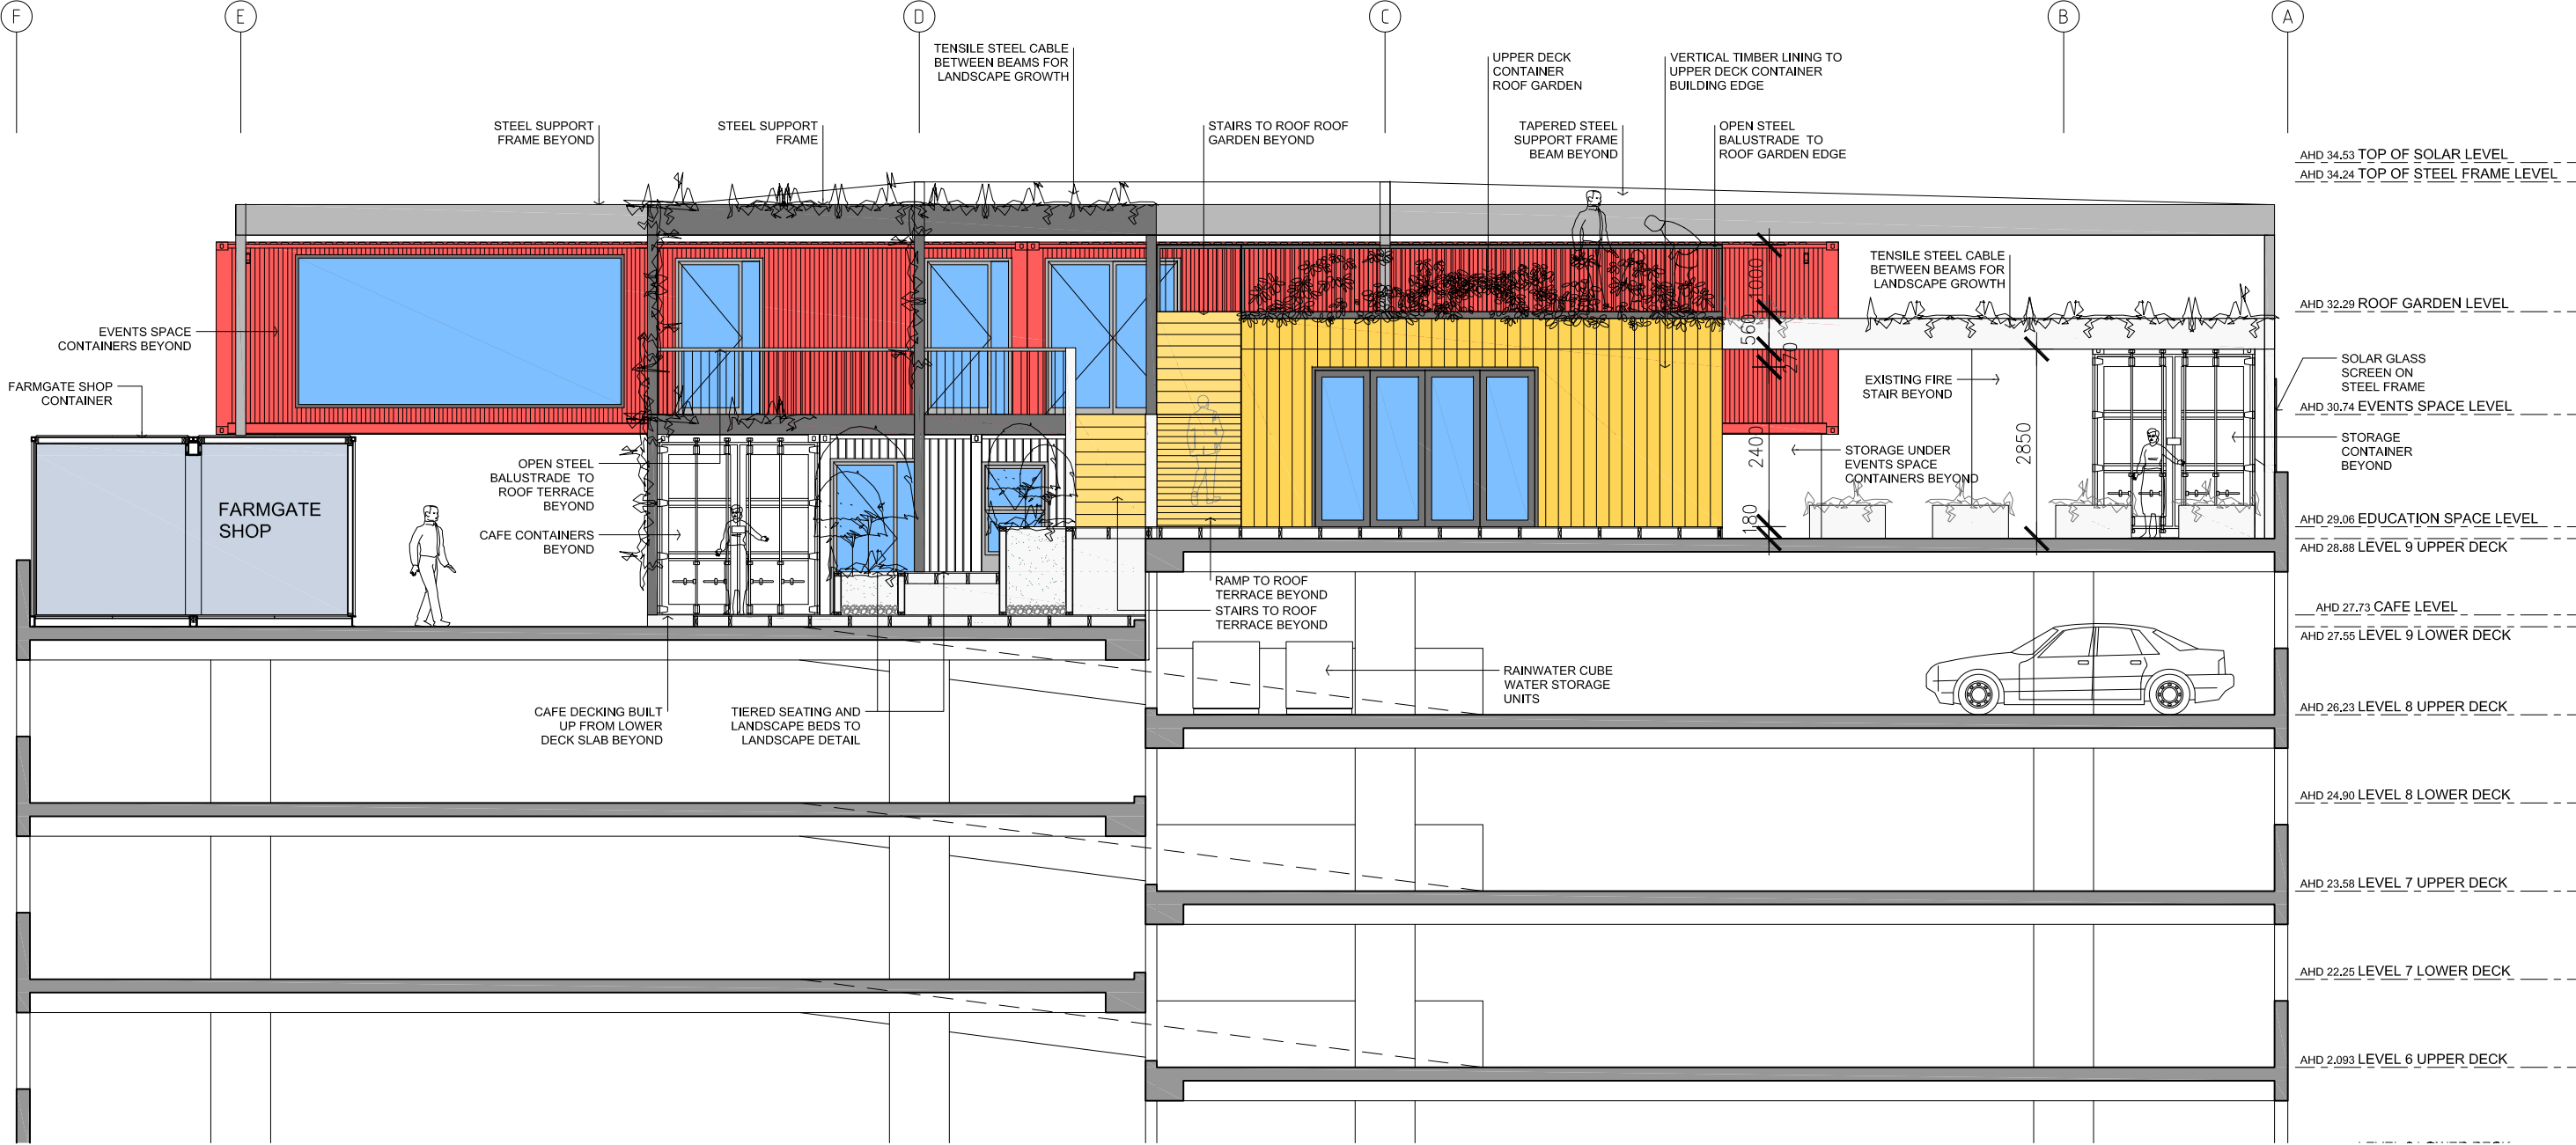 F
E
D
C
B
A
TENSILE STEEL CABLE
BETWEEN BEAMS FOR
LANDSCAPE GROWTH
UPPER DECK
CONTAINER
ROOF GARDEN
VERTICAL TIMBER LINING TO
UPPER DECK CONTAINER
BUILDING EDGE
STEEL SUPPORT
FRAME BEYOND
STEEL SUPPORT
FRAME
STAIRS TO ROOF ROOF
GARDEN BEYOND
TAPERED STEEL
SUPPORT FRAME
BEAM BEYOND
OPEN STEEL
BALUSTRADE TO
ROOF GARDEN EDGE
AHD 34.53 TOP OF SOLAR LEVEL
AHD 34.24 TOP OF STEEL FRAME LEVEL
TENSILE STEEL CABLE
BETWEEN BEAMS FOR
LANDSCAPE GROWTH
1000
560
270
2400
180
2850
AHD 32.29 ROOF GARDEN LEVEL
EVENTS SPACE
CONTAINERS BEYOND
FARMGATE SHOP
CONTAINER
EXISTING FIRE
STAIR BEYOND
SOLAR GLASS
SCREEN ON
STEEL FRAME
AHD 30.74 EVENTS SPACE LEVEL
STORAGE
CONTAINER
BEYOND
STORAGE UNDER
EVENTS SPACE
CONTAINERS BEYOND
OPEN STEEL
BALUSTRADE TO
ROOF TERRACE
BEYOND
FARMGATE
SHOP
CAFE CONTAINERS
BEYOND
AHD 29.06 EDUCATION SPACE LEVEL
AHD 28.88 LEVEL 9 UPPER DECK
RAMP TO ROOF
TERRACE BEYOND
STAIRS TO ROOF
TERRACE BEYOND
AHD 27.73 CAFE LEVEL
AHD 27.55 LEVEL 9 LOWER DECK
RAINWATER CUBE
WATER STORAGE
UNITS
CAFE DECKING BUILT
UP FROM LOWER
DECK SLAB BEYOND
TIERED SEATING AND
LANDSCAPE BEDS TO
LANDSCAPE DETAIL
AHD 26.23 LEVEL 8 UPPER DECK
AHD 24.90 LEVEL 8 LOWER DECK
AHD 23.58 LEVEL 7 UPPER DECK
AHD 22.25 LEVEL 7 LOWER DECK
AHD 2.093 LEVEL 6 UPPER DECK